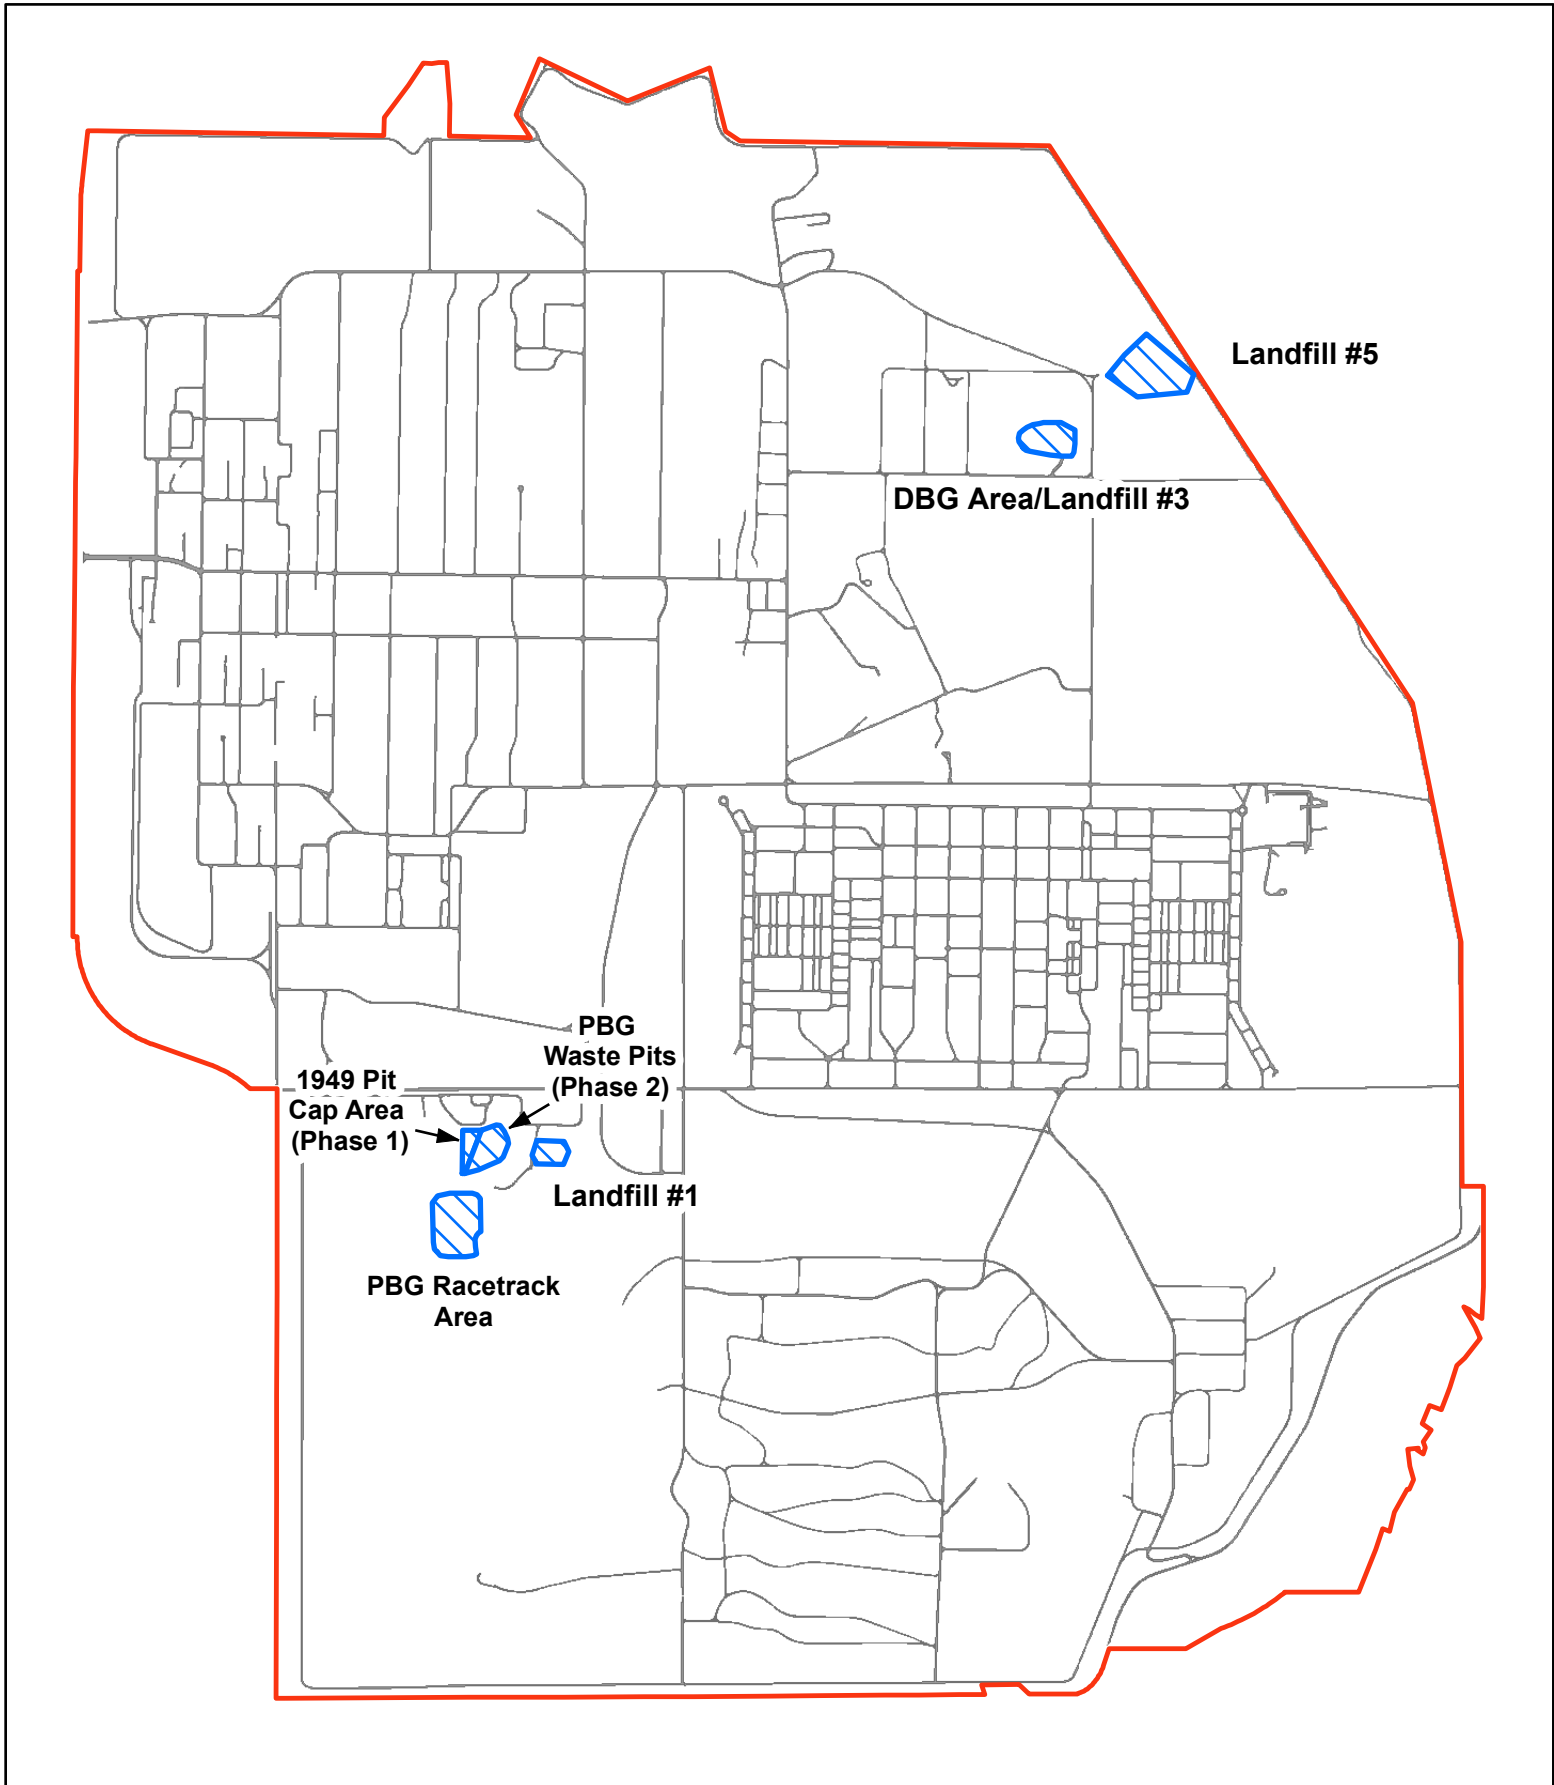 Landfill #5
DBG Area/Landfill #3
PBG
Waste Pits
(Phase 2)
1949 Pit
Cap Area
(Phase 1)
Landfill #1
PBG Racetrack
Area